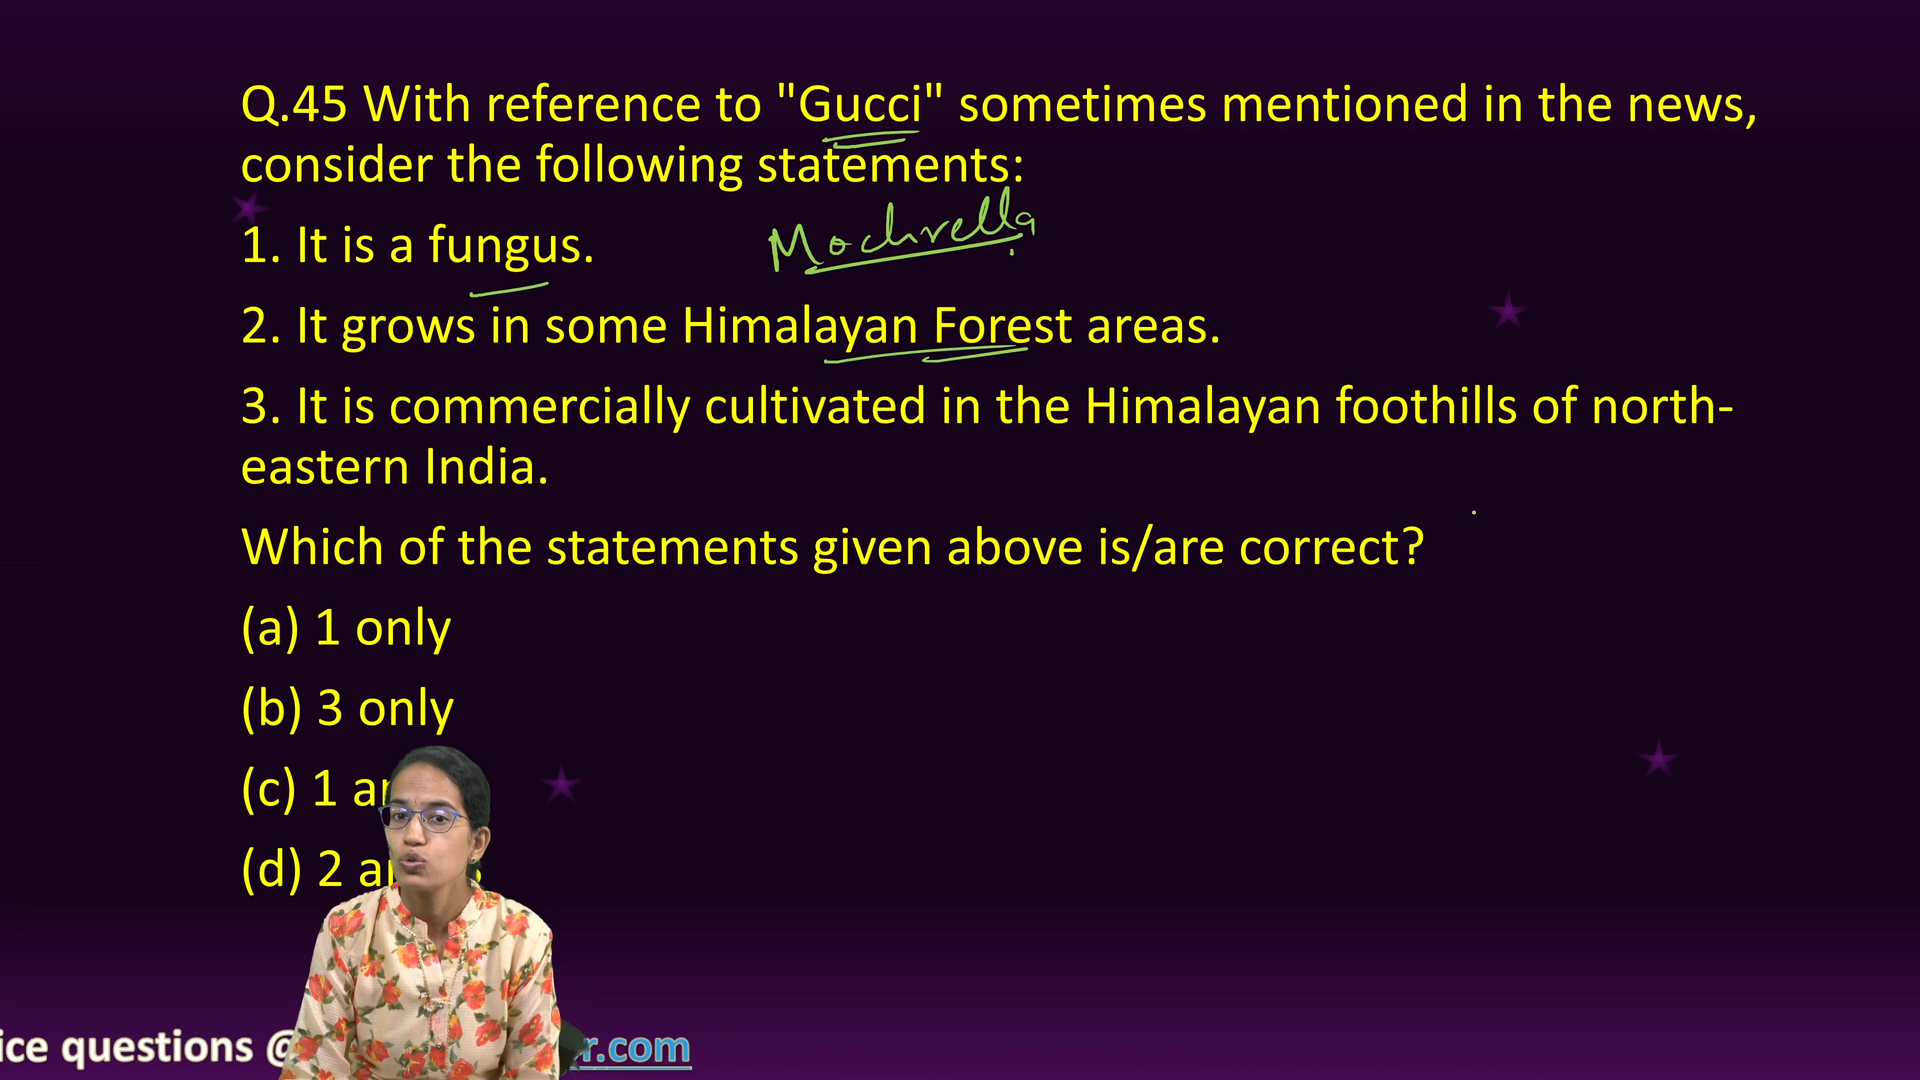 Q.45 With reference to "Gucci" sometimes mentioned in the news,
consider the following statements:
1. It is a fungus.
Mochrella
2. It grows in some Himalayan Forest areas.
3. It is commercially cultivated in the Himalayan foothills of north-
eastern India.
Which of the statements given above is/are correct?
(a) 1 only
(b) 3 only
(c) 1
(d) 2
questions @
.com